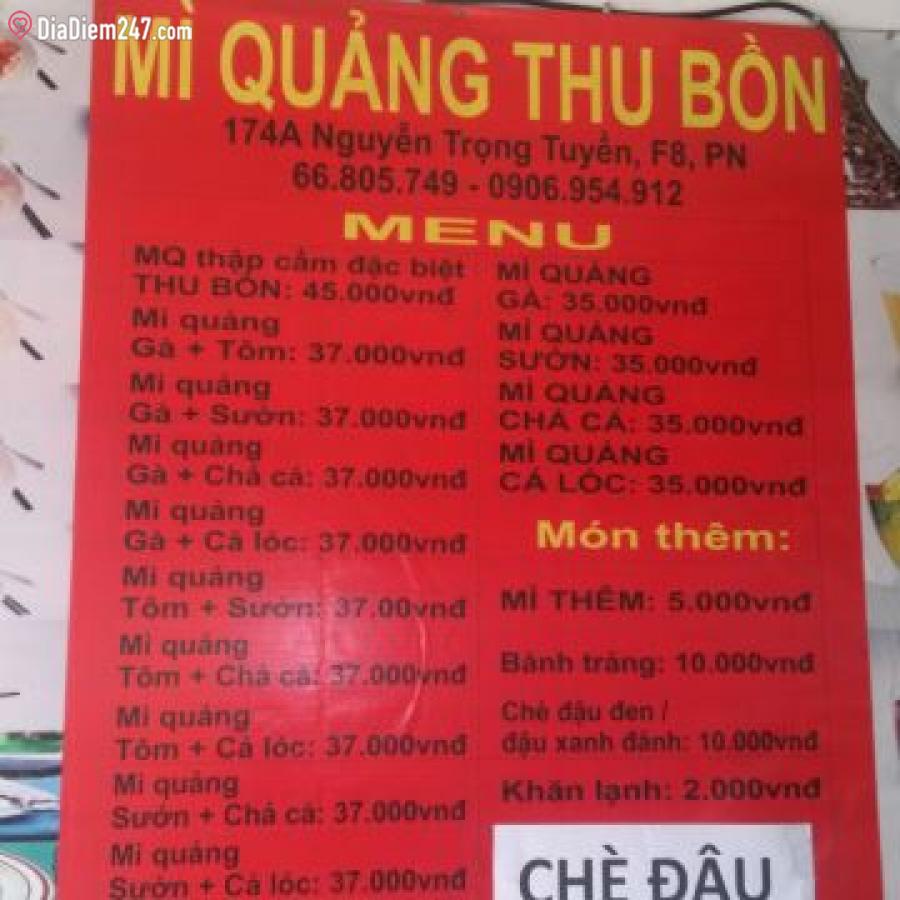 DiaDiem247.com
MÌ QUẢNG THU BỒN
174A Nguyễn Trọng Tuyển, F8, PN
66.805.749 - 0906.954.912
MENU
MQ thập cẩm đặc biệt
THU BỒN: 45.000vnđ
Mì quảng
Gà + Tôm: 37.000vnđ
Mì quảng
Gà + Sườn: 37.000vnđ
Mì quảng
Gà + Chả cá: 37.000vnđ
Mì quảng
Gà + Cá lóc: 37.000vnđ
Mì quảng
Tôm + Sườn: 37.00vnđ
Mì quảng
Tôm + Chả cá: 37.000vnđ
Mì quảng
Tôm + Cá lóc: 37.000vnđ
Mì quảng
Sườn + Chả cá: 37.000vnđ
Mì quảng
Sườn + Cá lóc: 37.000vnđ
MÌ QUẢNG
GÀ: 35.000vnđ
MÌ QUẢNG
SƯỜN: 35.000vnđ
MÌ QUẢNG
CHẢ CÁ: 35.000vnđ
MÌ QUẢNG
CÁ LÓC: 35.000vnđ
Món thêm:
MÌ THÊM: 5.000vnđ
Bánh tráng: 10.000vnđ
Chè đậu đen /
đậu xanh đánh: 10.000vnđ
Khăn lạnh: 2.000vnđ
CHÈ ĐẬU